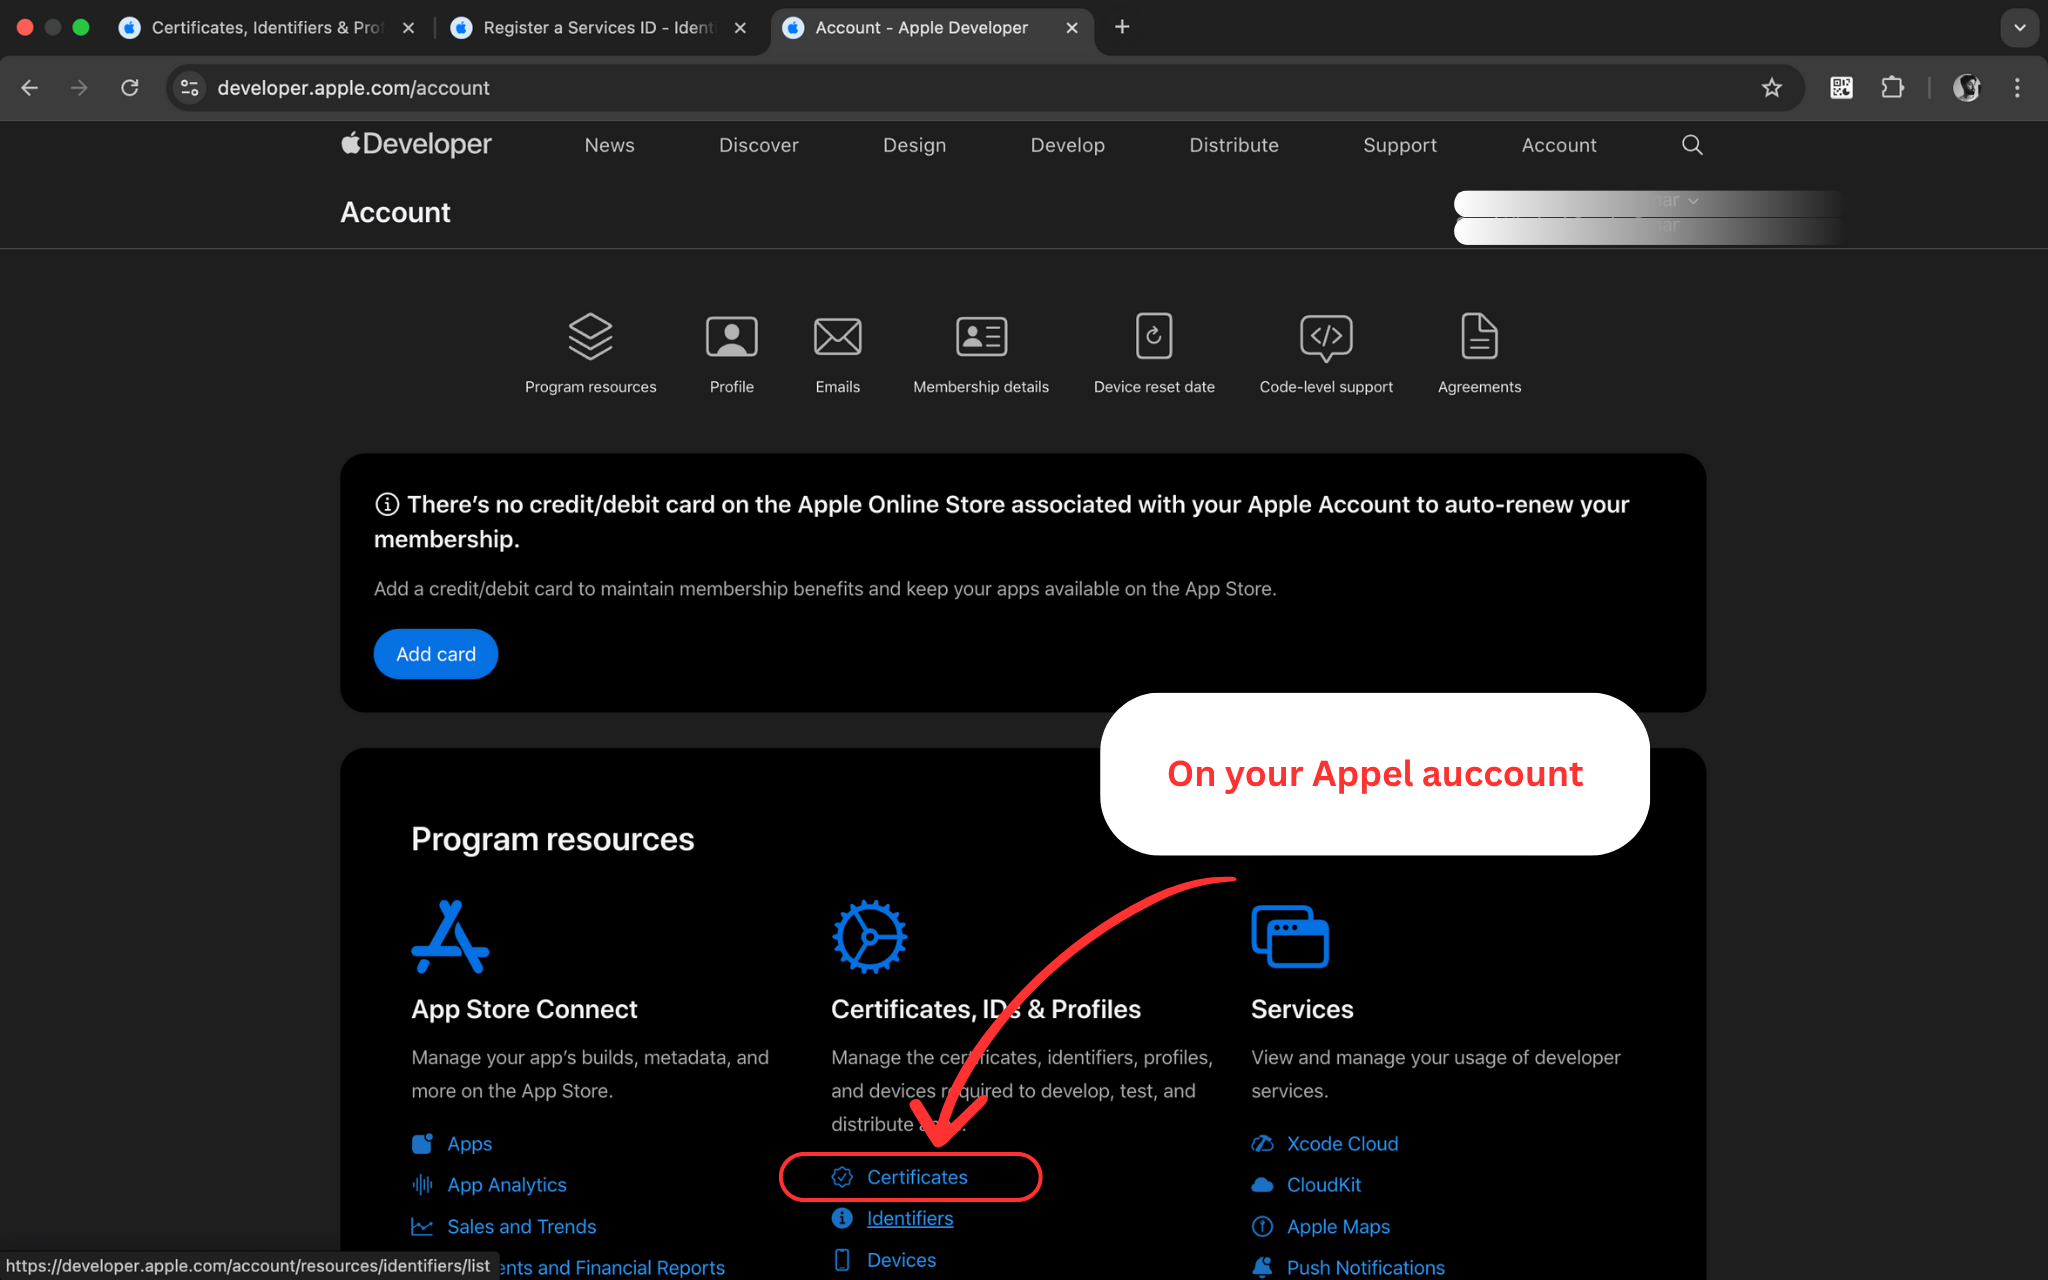 Certificates, Identifiers & Prof
Register a Services ID - Ident
Account - Apple Developer
developer.apple.com/account
Developer
News
Discover
Design
Develop
Distribute
Support
Account
Account
Program resources
Profile
Emails
Membership details
Device reset date
Code-level support
Agreements
There's no credit/debit card on the Apple Online Store associated with your Apple Account to auto-renew your
membership.
Add a credit/debit card to maintain membership benefits and keep your apps available on the App Store.
Add card
On your Appel auccount
Program resources
App Store Connect
Manage your app's builds, metadata, and
more on the App Store.
Apps
App Analytics
Sales and Trends
ents and Financial Reports
Certificates, IDs & Profiles
Manage the certificates, identifiers, profiles,
and devices required to develop, test, and
distribute
Certificates
Identifiers
Devices
Services
View and manage your usage of developer
services.
Xcode Cloud
CloudKit
Apple Maps
Push Notifications
https://developer.apple.com/account/resources/identifiers/list